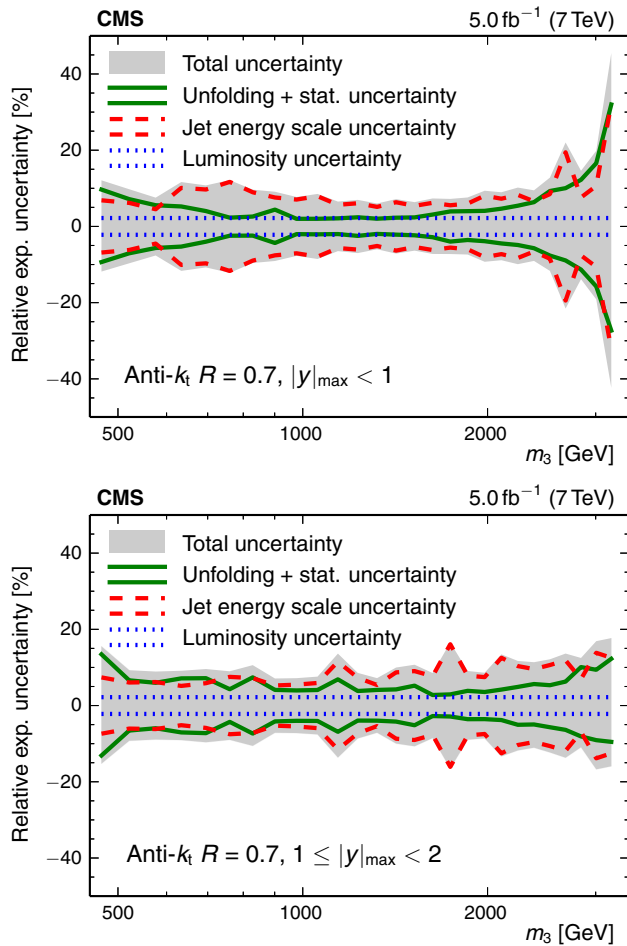 CMS 5.0 fb⁻¹ (7 TeV)
Relative exp. uncertainty [%]
40
20
0
−20
−40
Total uncertainty
Unfolding + stat. uncertainty
Jet energy scale uncertainty
Luminosity uncertainty
Anti-kₜ R = 0.7, |y|max < 1
500 1000 2000
m₃ [GeV]
CMS 5.0 fb⁻¹ (7 TeV)
Relative exp. uncertainty [%]
40
20
0
−20
−40
Total uncertainty
Unfolding + stat. uncertainty
Jet energy scale uncertainty
Luminosity uncertainty
Anti-kₜ R = 0.7, 1 ≤ |y|max < 2
500 1000 2000
m₃ [GeV]